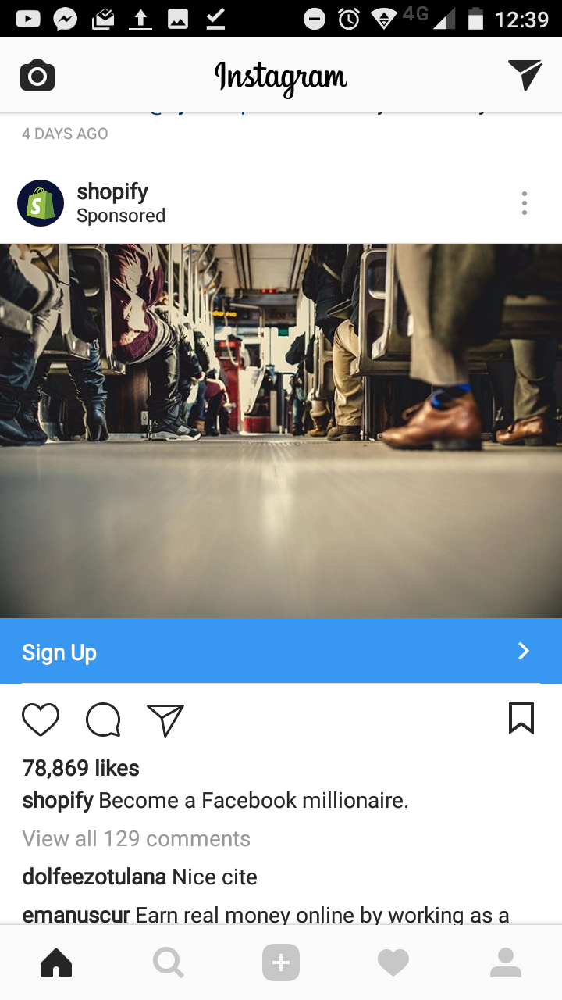 4G 12:39
Instagram
4 DAYS AGO
shopify
Sponsored
Sign Up
78,869 likes
shopify Become a Facebook millionaire.
View all 129 comments
dolfeezotulana Nice cite
emanuscur Earn real money online by working as a